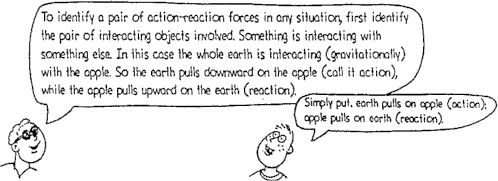 To identify a pair of action-reaction forces in any situation, first identify
the pair of interacting objects involved. Something is interacting with
something else. In this case the whole earth is interacting (gravitationally)
with the apple. So the earth pulls downward on the apple (call it action),
while the apple pulls upward on the earth (reaction).
Simply put, earth pulls on apple (action);
apple pulls on earth (reaction).